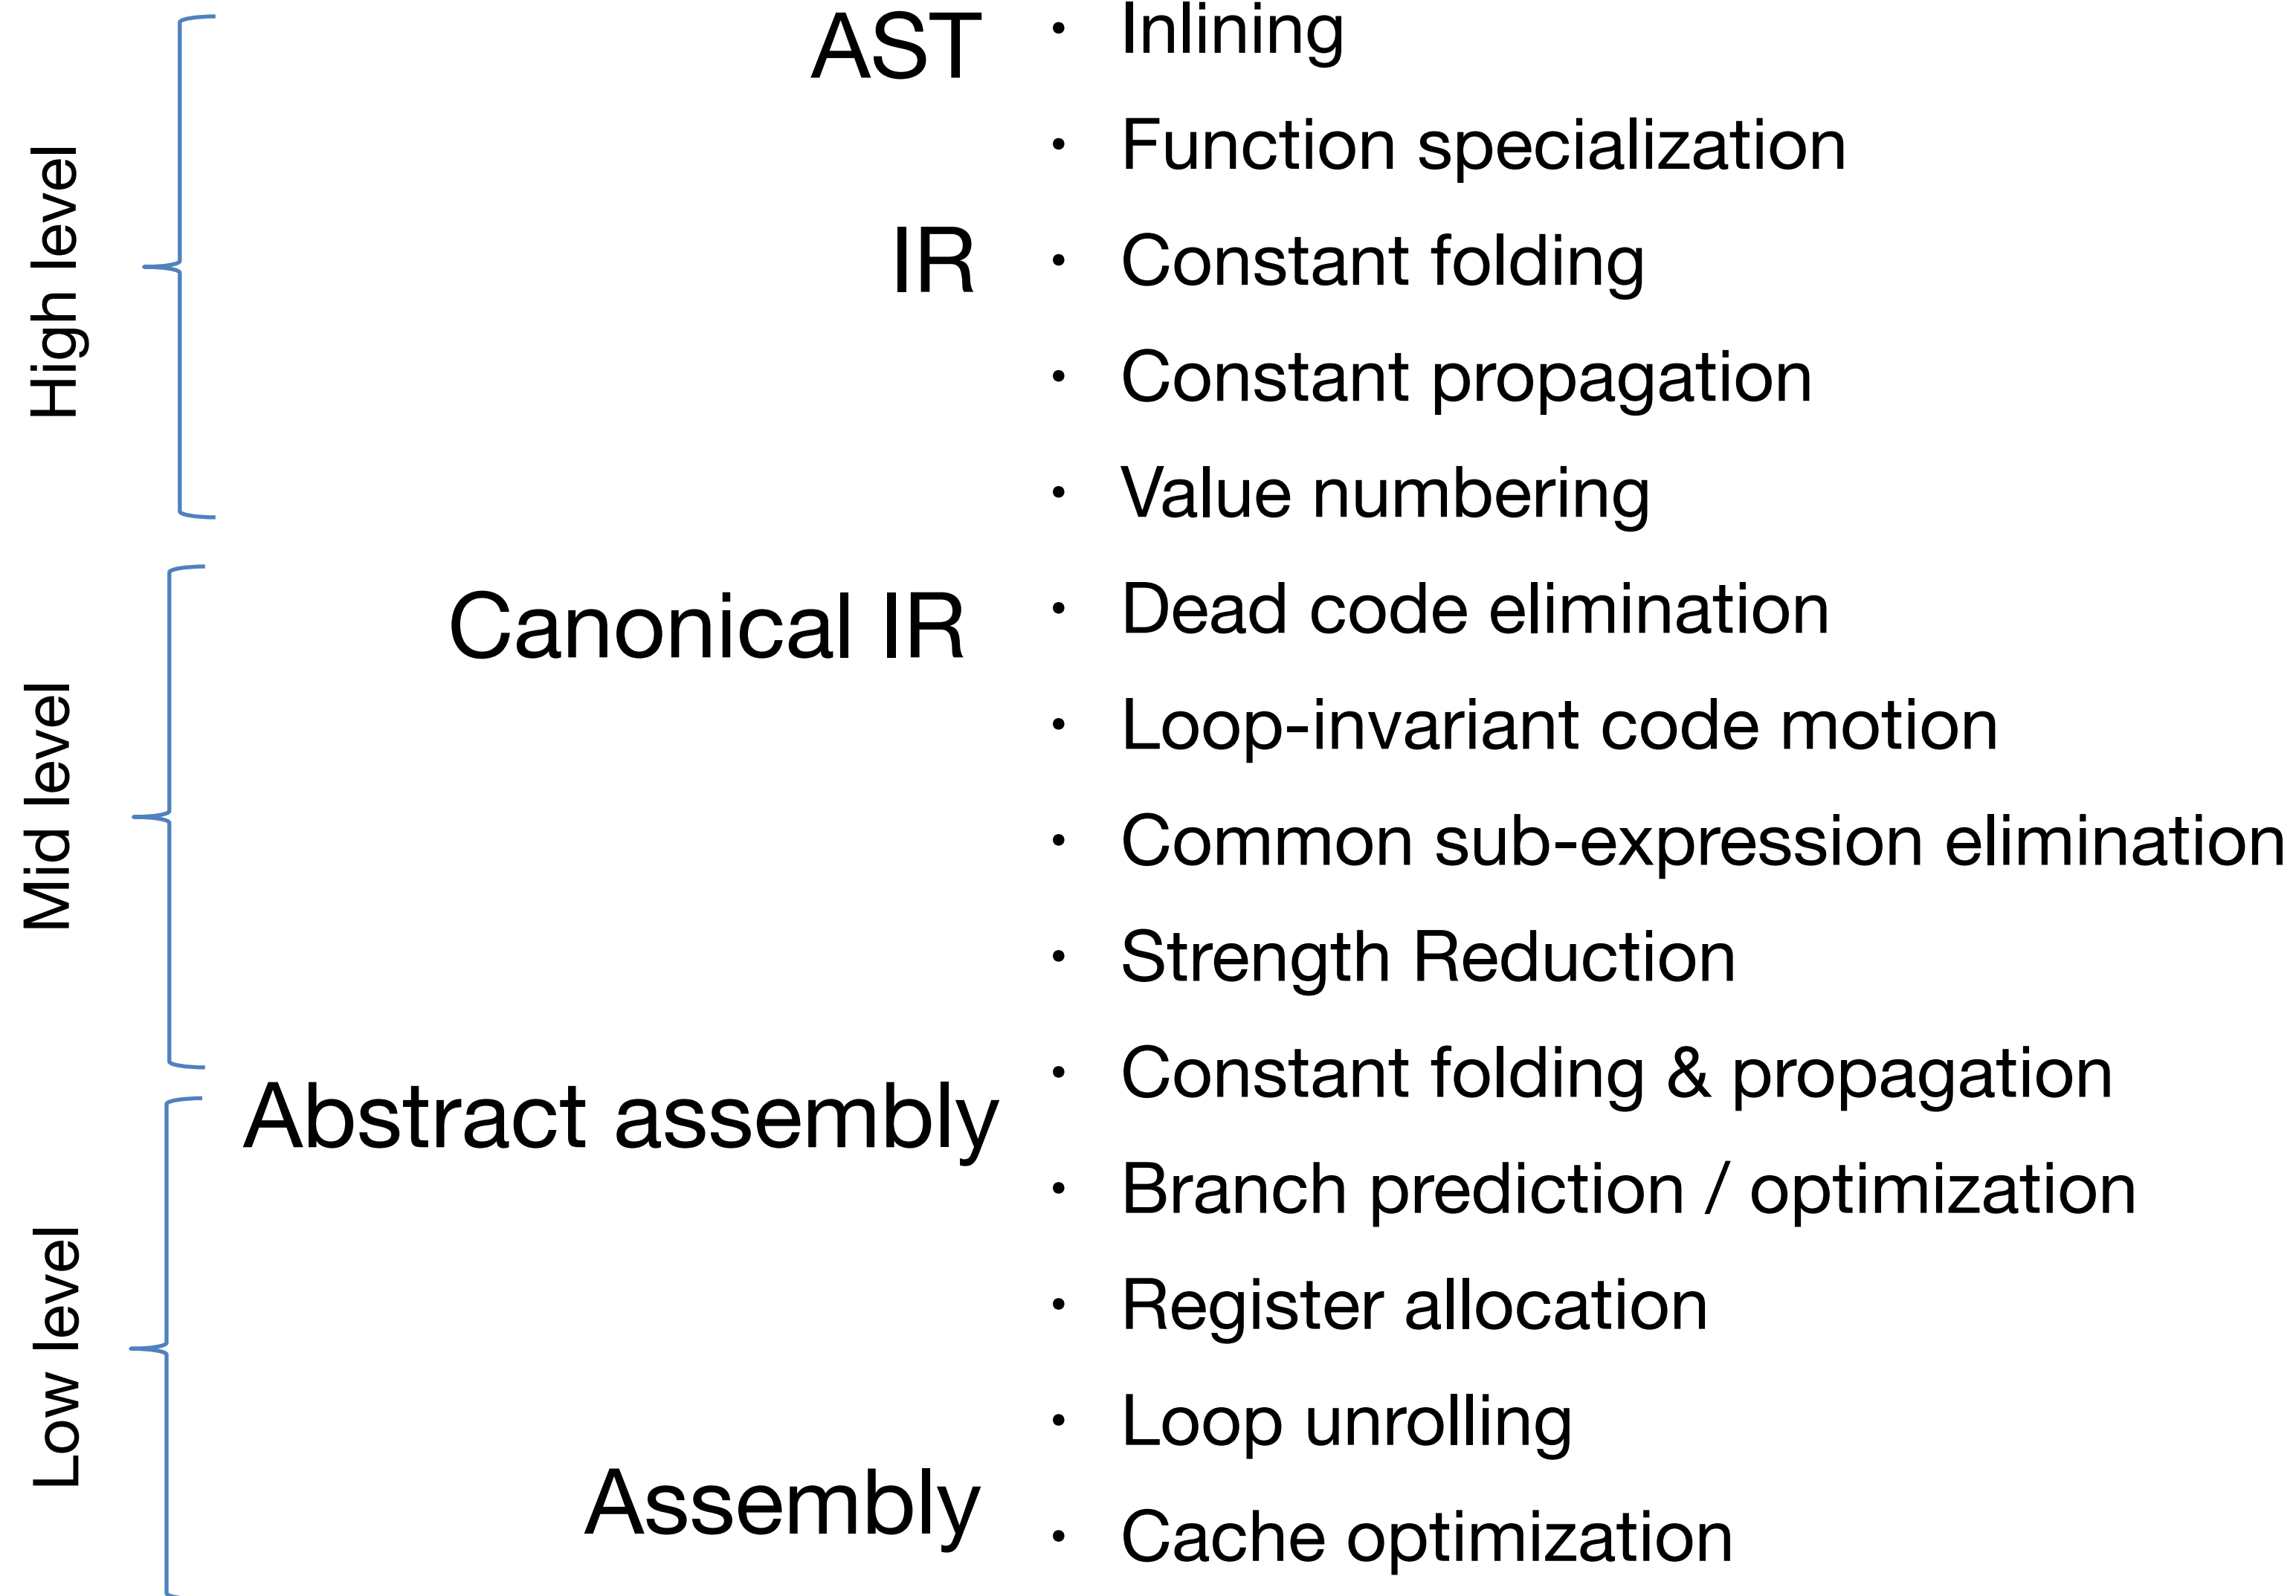 High level
AST
IR
• Inlining
• Function specialization
• Constant folding
• Constant propagation
• Value numbering
Mid level
Canonical IR
• Dead code elimination
• Loop-invariant code motion
• Common sub-expression elimination
• Strength Reduction
• Constant folding & propagation
Low level
Abstract assembly
Assembly
• Branch prediction / optimization
• Register allocation
• Loop unrolling
• Cache optimization